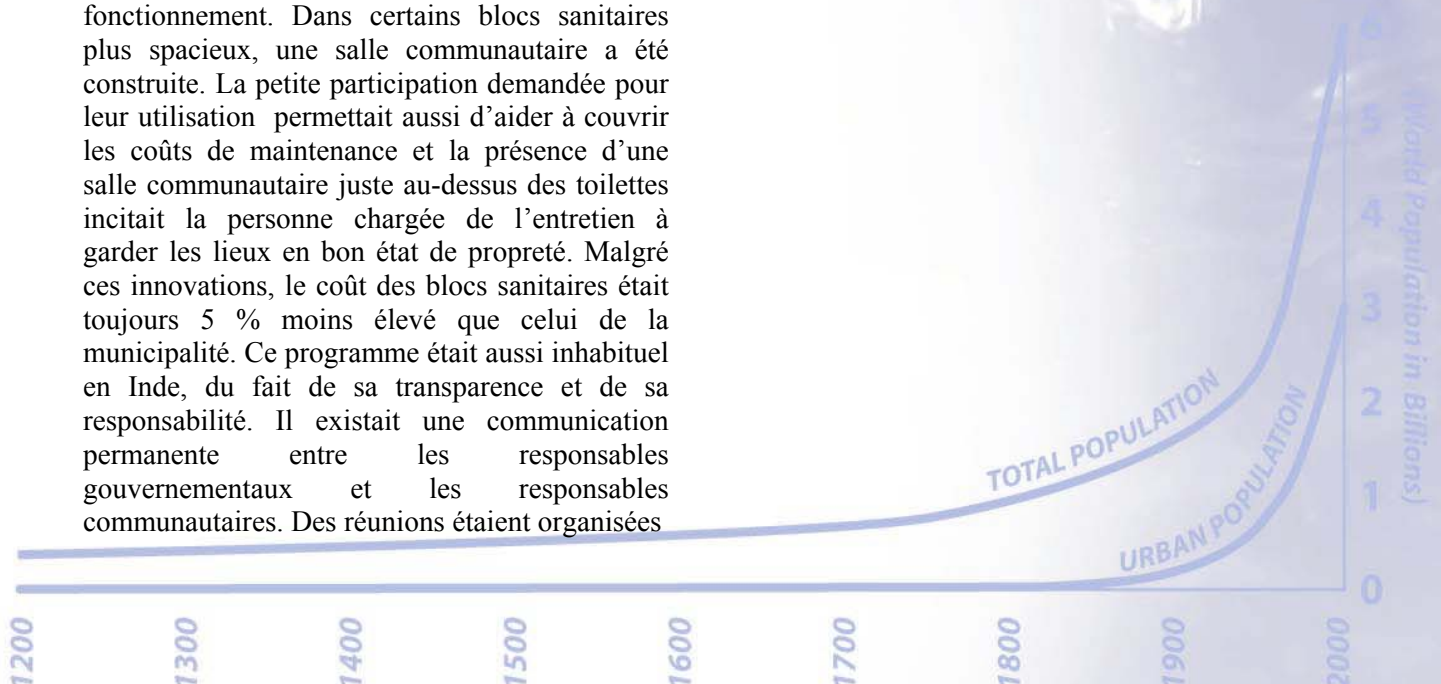 fonctionnement. Dans certains blocs sanitaires
plus spacieux, une salle communautaire a été
construite. La petite participation demandée pour
leur utilisation permettait aussi d’aider à couvrir
les coûts de maintenance et la présence d’une
salle communautaire juste au-dessus des toilettes
incitait la personne chargée de l’entretien à
garder les lieux en bon état de propreté. Malgré
ces innovations, le coût des blocs sanitaires était
toujours 5 % moins élevé que celui de la
municipalité. Ce programme était aussi inhabituel
en Inde, du fait de sa transparence et de sa
responsabilité. Il existait une communication
permanente entre les responsables
gouvernementaux et les responsables
communautaires. Des réunions étaient organisées
TOTAL POPULATION
URBAN POPULATION
6
5
4
3
2
1
0
(World Population in Billions)
1200
1300
1400
1500
1600
1700
1800
1900
2000